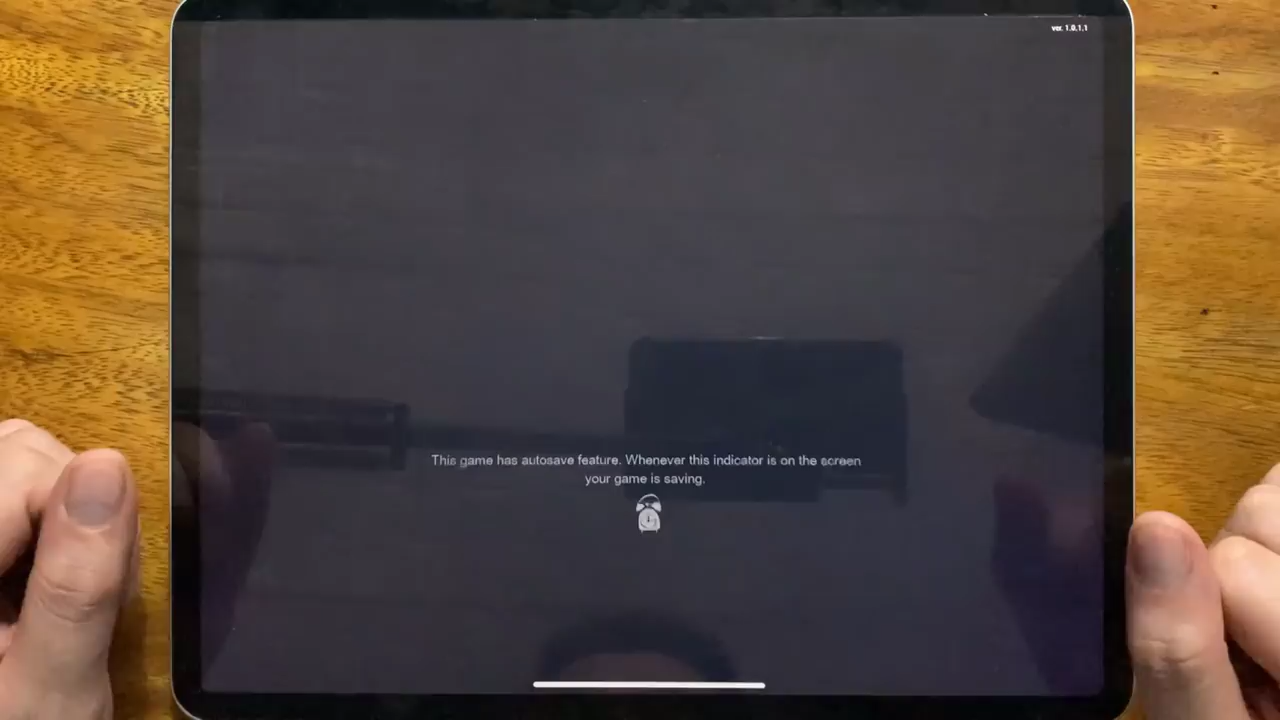 ver. 1.0.1.1
This game has autosave feature. Whenever this indicator is on the screen
your game is saving.